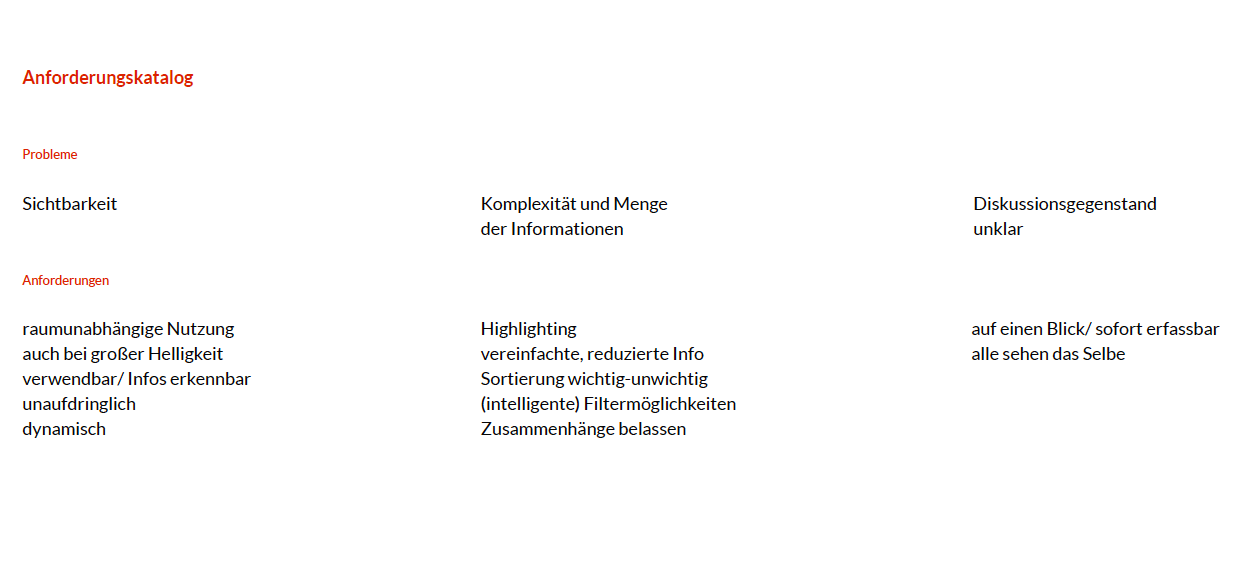 Anforderungskatalog
Probleme
Sichtbarkeit
Komplexität und Menge
der Informationen
Diskussionsgegenstand
unklar
Anforderungen
raumunabhängige Nutzung
auch bei großer Helligkeit
verwendbar/ Infos erkennbar
unaufdringlich
dynamisch
Highlighting
vereinfachte, reduzierte Info
Sortierung wichtig-unwichtig
(intelligente) Filtermöglichkeiten
Zusammenhänge belassen
auf einen Blick/ sofort erfassbar
alle sehen das Selbe